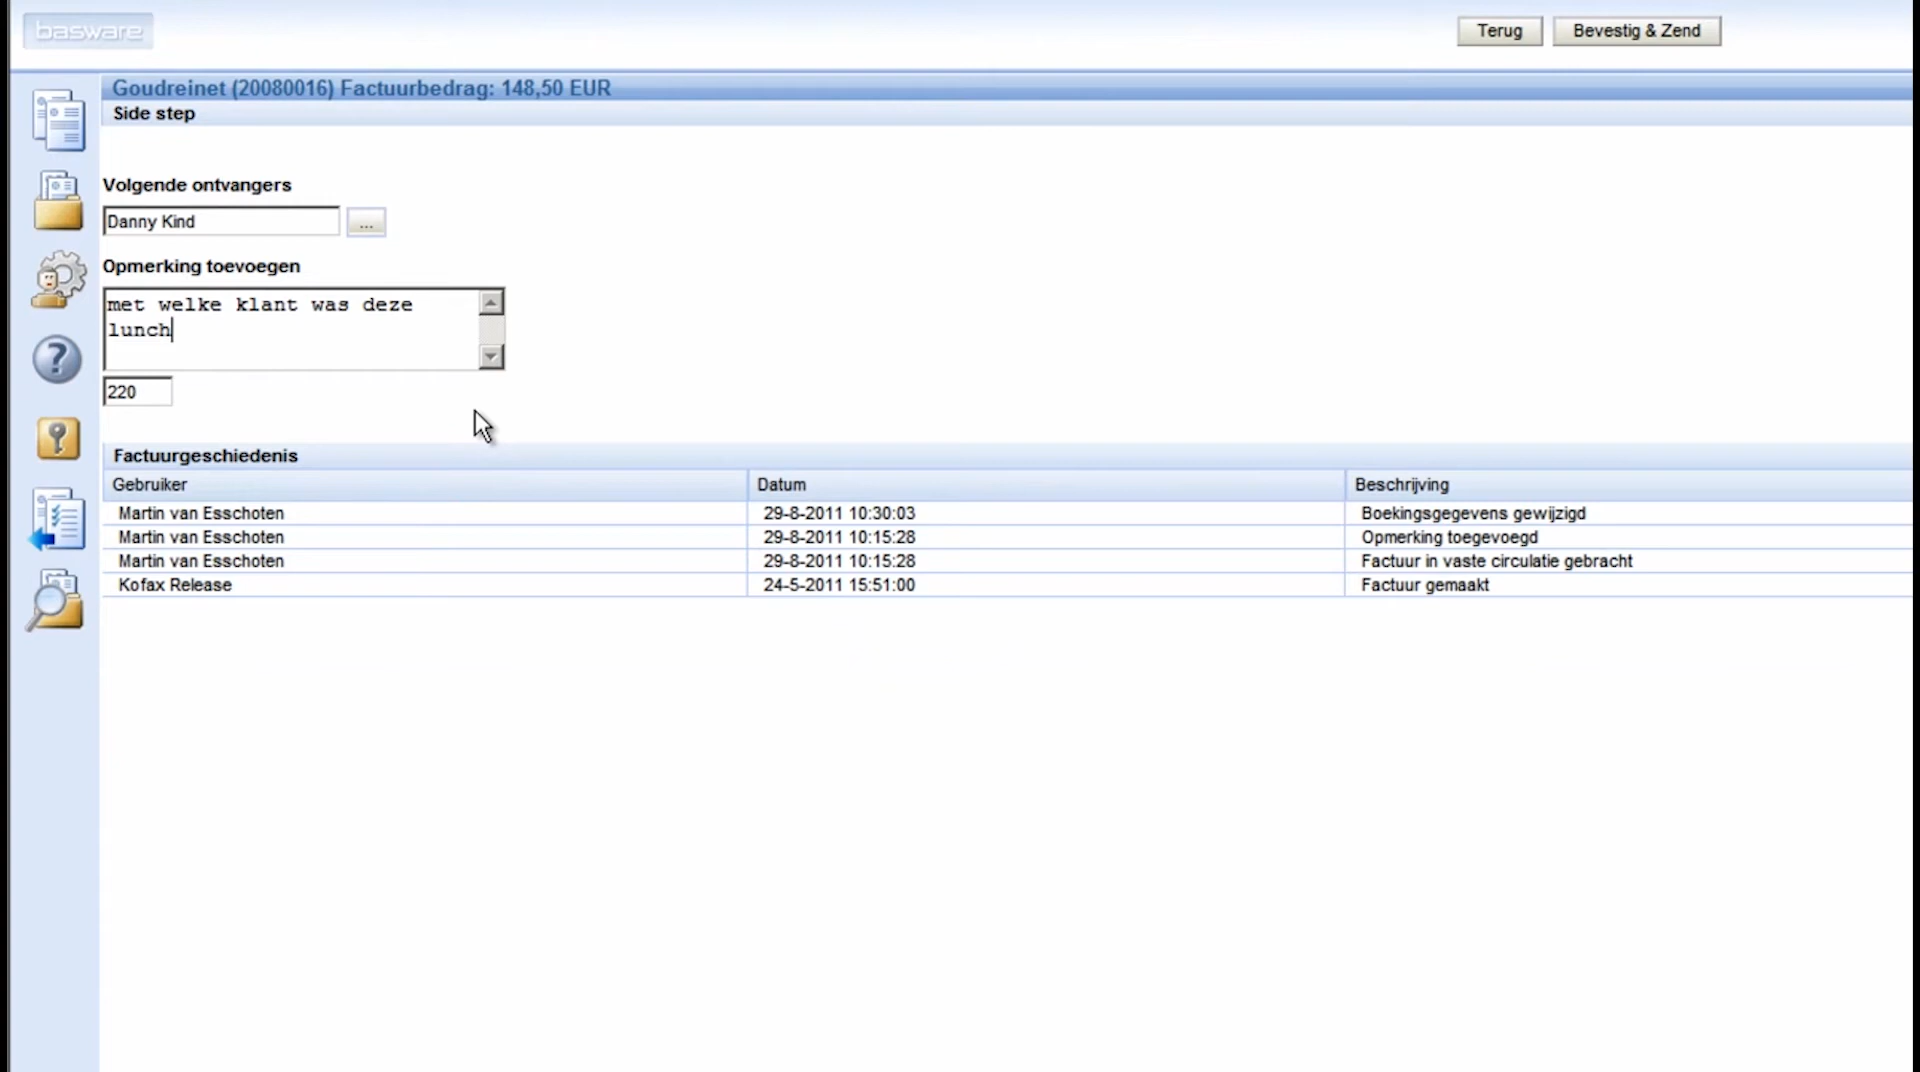 basware
Terug
Bevestig & Zend
Goudreinet (20080016) Factuurbedrag: 148,50 EUR
Side step
Volgende ontvangers
Danny Kind
...
Opmerking toevoegen
met welke klant was deze
lunch
220
Factuurgeschiedenis
Gebruiker Datum Beschrijving
Martin van Esschoten 29-8-2011 10:30:03 Boekingsgegevens gewijzigd
Martin van Esschoten 29-8-2011 10:15:28 Opmerking toegevoegd
Martin van Esschoten 29-8-2011 10:15:28 Factuur in vaste circulatie gebracht
Kofax Release 24-5-2011 15:51:00 Factuur gemaakt